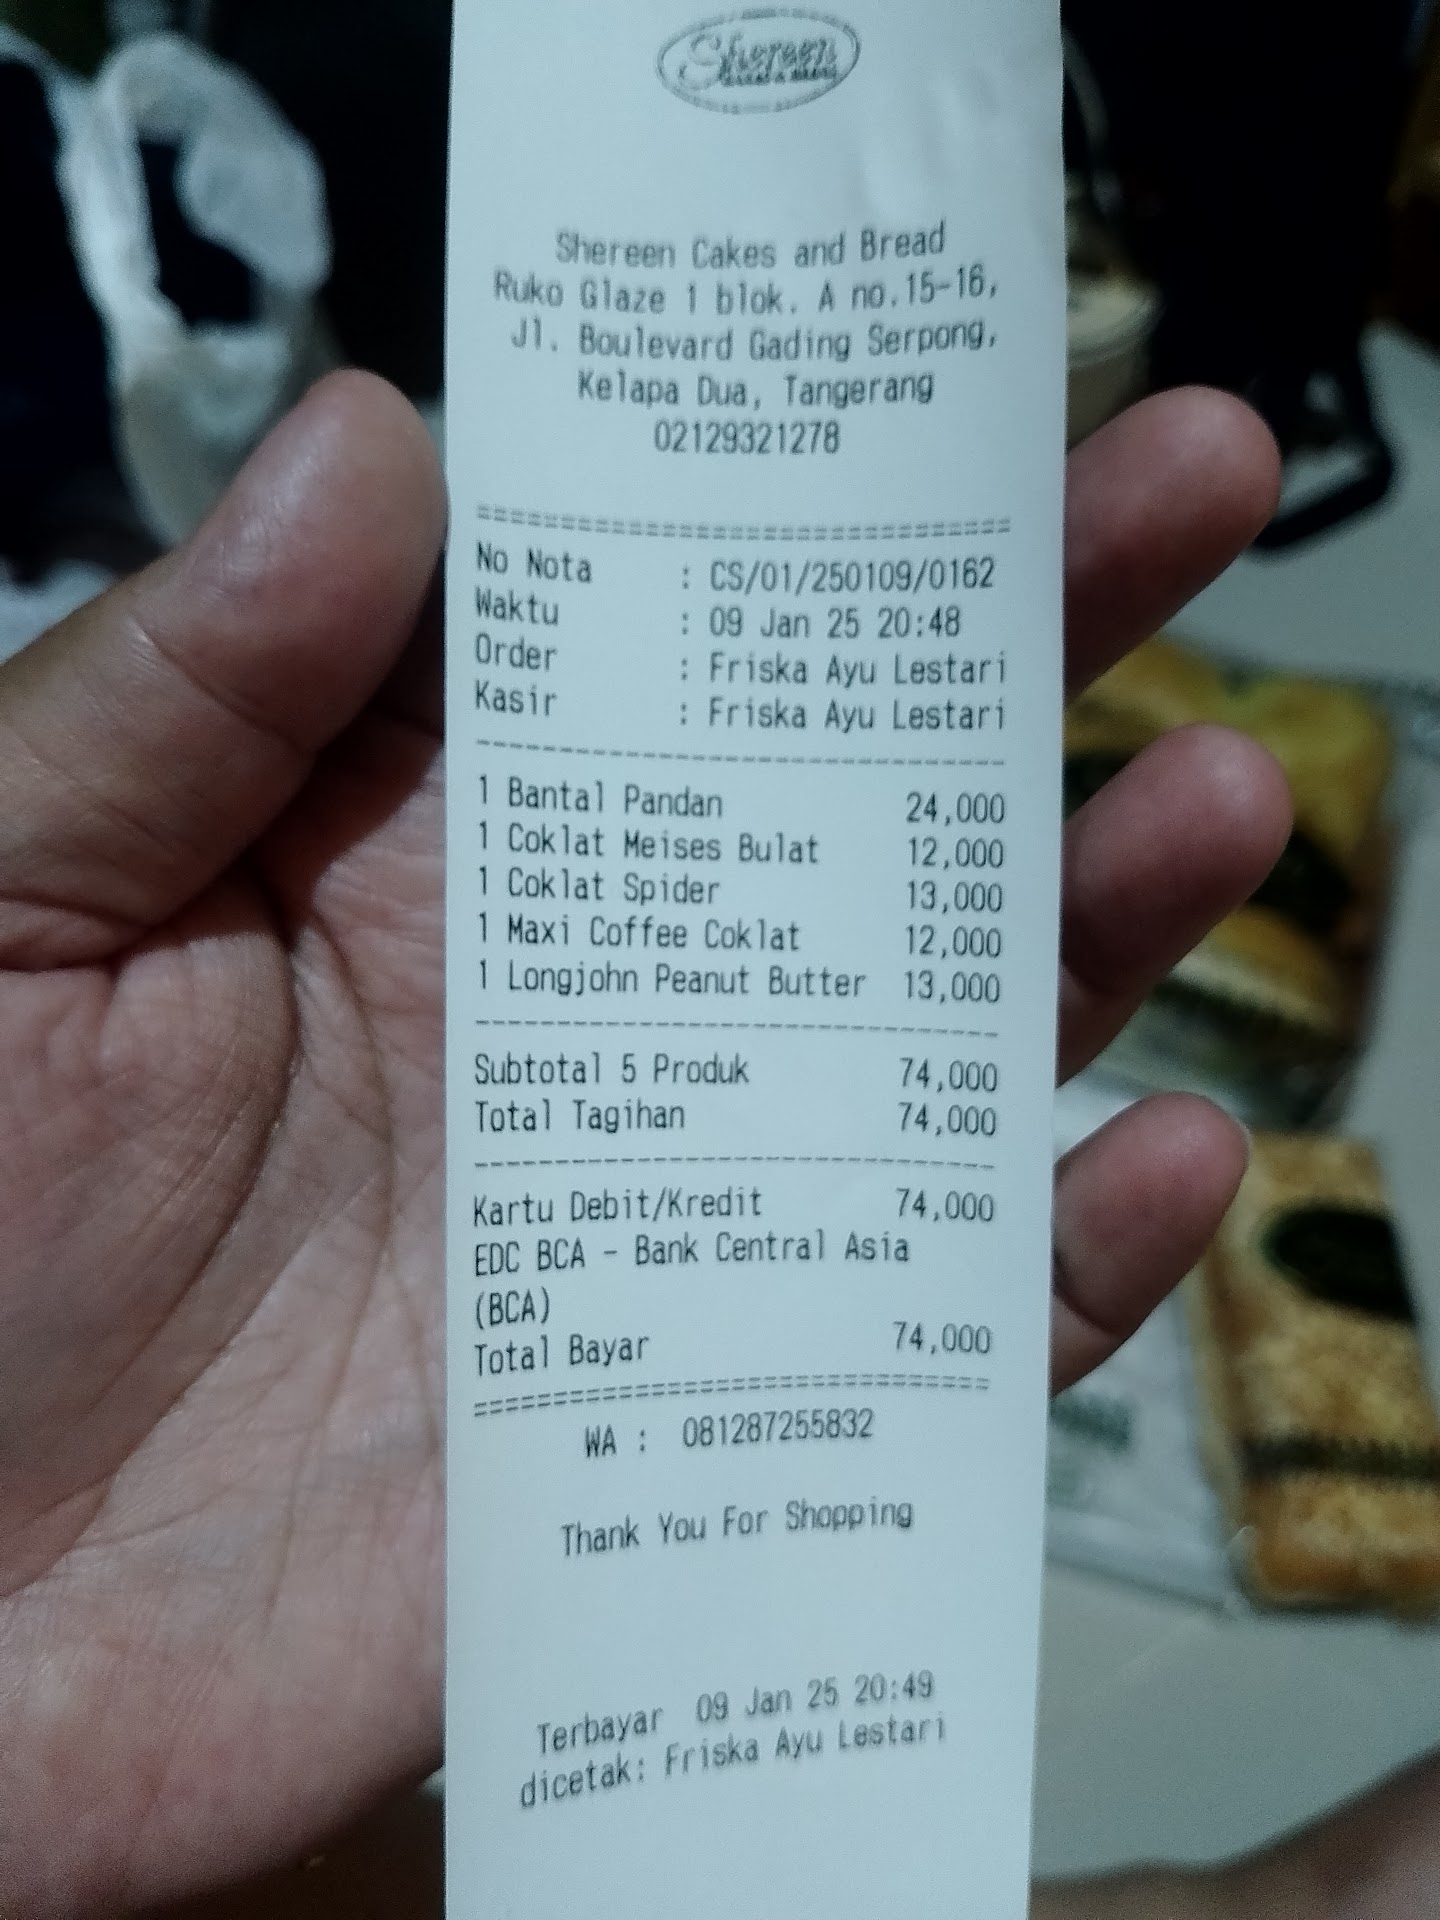 Shereen
Shereen Cakes and Bread
Ruko Glaze 1 blok. A no.15-16,
Jl. Boulevard Gading Serpong,
Kelapa Dua, Tangerang
02129321278
================================
No Nota : CS/01/250109/0162
Waktu : 09 Jan 25 20:48
Order : Friska Ayu Lestari
Kasir : Friska Ayu Lestari
--------------------------------
1 Bantal Pandan 24,000
1 Coklat Meises Bulat 12,000
1 Coklat Spider 13,000
1 Maxi Coffee Coklat 12,000
1 Longjohn Peanut Butter 13,000
--------------------------------
Subtotal 5 Produk 74,000
Total Tagihan 74,000
--------------------------------
Kartu Debit/Kredit 74,000
EDC BCA - Bank Central Asia
(BCA)
Total Bayar 74,000
================================
WA : 081287255832
Thank You For Shopping
Terbayar 09 Jan 25 20:49
dicetak: Friska Ayu Lestari